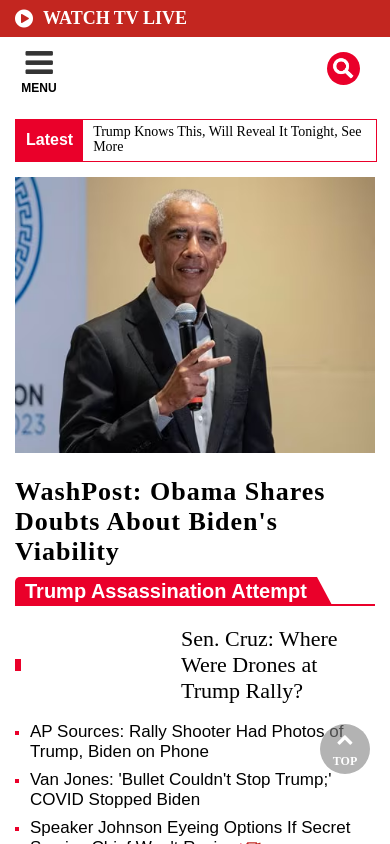 WATCH TV LIVE
MENU
Latest
Trump Knows This, Will Reveal It Tonight, See
More
ON
023
WashPost: Obama Shares
Doubts About Biden's
Viability
Trump Assassination Attempt
Sen. Cruz: Where
Were Drones at
Trump Rally?
AP Sources: Rally Shooter Had Photos of
Trump, Biden on Phone
Van Jones: 'Bullet Couldn't Stop Trump;'
COVID Stopped Biden
TOP
Speaker Johnson Eyeing Options If Secret